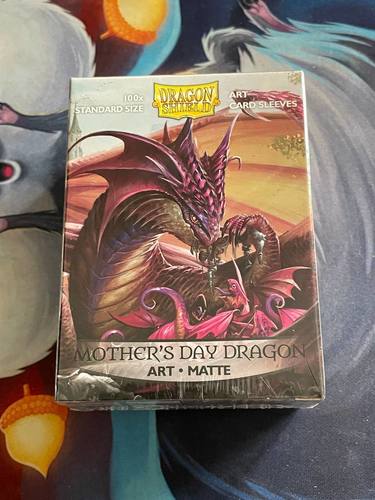 100x
STANDARD SIZE
DRAGON
SHIELD
ART
CARD SLEEVES
MOTHER'S DAY DRAGON
ART • MATTE